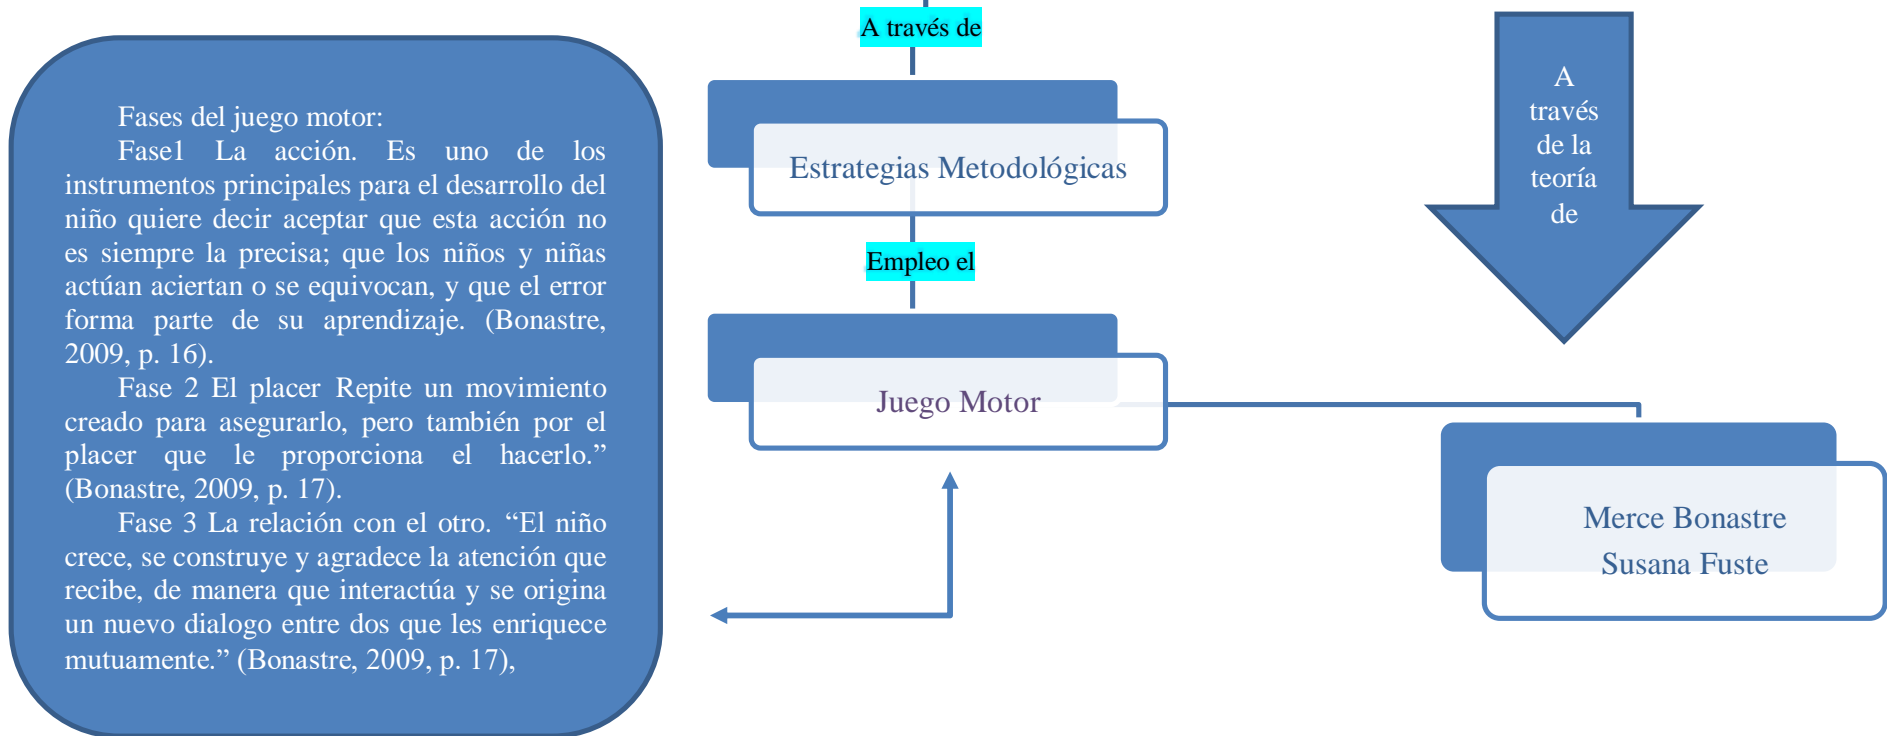 A través de
Fases del juego motor:
Fase1 La acción. Es uno de los
instrumentos principales para el desarrollo del
niño quiere decir aceptar que esta acción no
es siempre la precisa; que los niños y niñas
actúan aciertan o se equivocan, y que el error
forma parte de su aprendizaje. (Bonastre,
2009, p. 16).
Fase 2 El placer Repite un movimiento
creado para asegurarlo, pero también por el
placer que le proporciona el hacerlo.”
(Bonastre, 2009, p. 17).
Fase 3 La relación con el otro. “El niño
crece, se construye y agradece la atención que
recibe, de manera que interactúa y se origina
un nuevo dialogo entre dos que les enriquece
mutuamente.” (Bonastre, 2009, p. 17),
Estrategias Metodológicas
Empleo el
Juego Motor
A
través
de la
teoría
de
Merce Bonastre
Susana Fuste